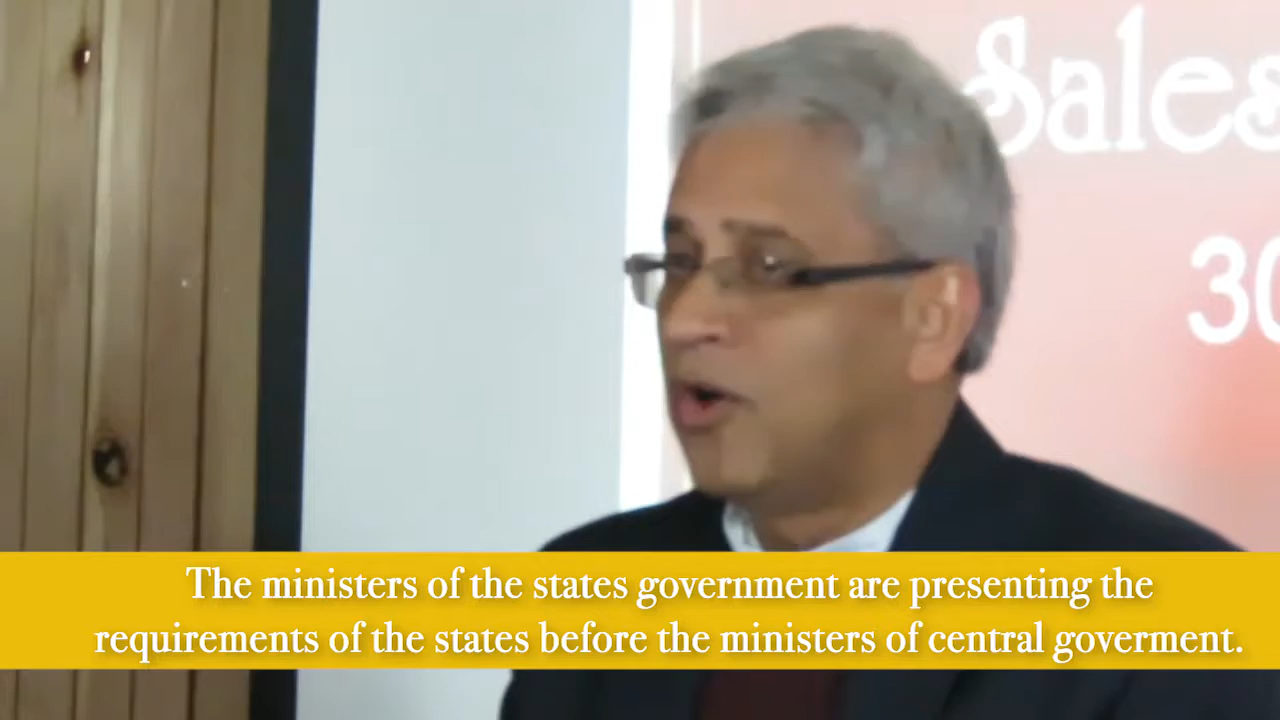 Sales
30
The ministers of the states government are presenting the
requirements of the states before the ministers of central goverment.